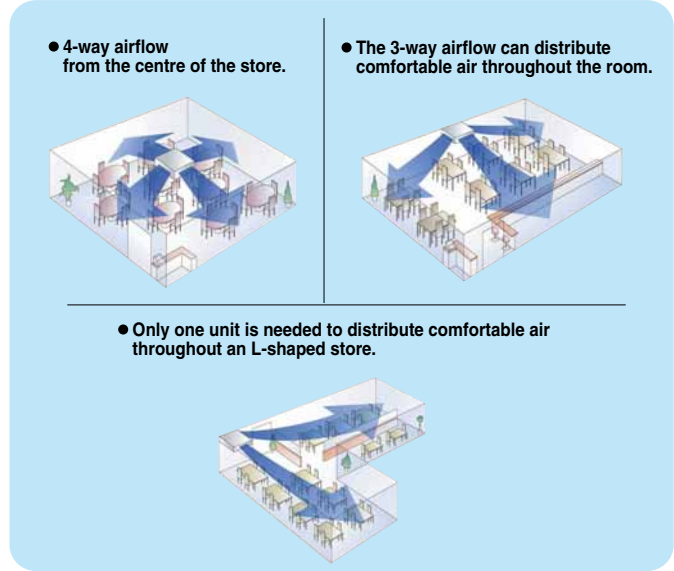 ● 4-way airflow
from the centre of the store.
● The 3-way airflow can distribute
comfortable air throughout the room.
● Only one unit is needed to distribute comfortable air
throughout an L-shaped store.